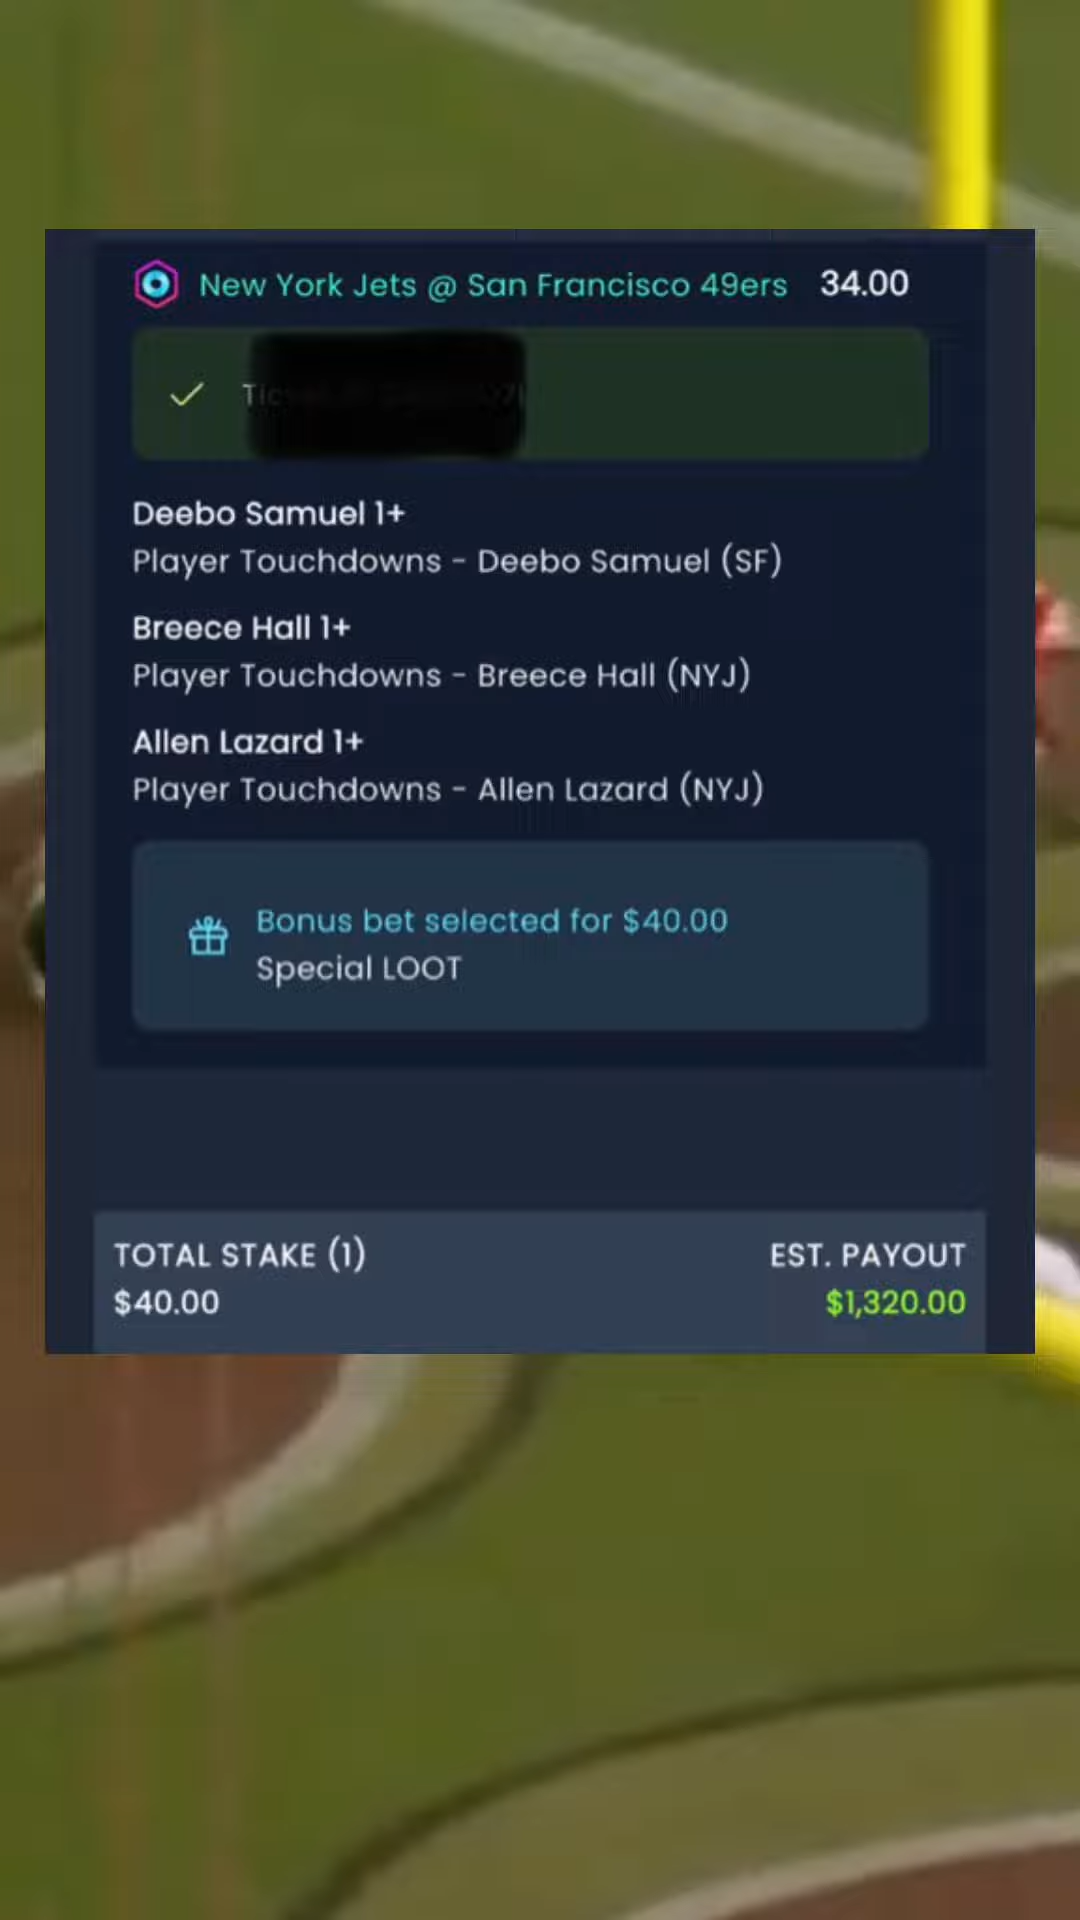 New York Jets @ San Francisco 49ers 34.00
Deebo Samuel 1+
Player Touchdowns - Deebo Samuel (SF)
Breece Hall 1+
Player Touchdowns - Breece Hall (NYJ)
Allen Lazard 1+
Player Touchdowns - Allen Lazard (NYJ)
Bonus bet selected for $40.00
Special LOOT
TOTAL STAKE (1) EST. PAYOUT
$40.00 $1,320.00